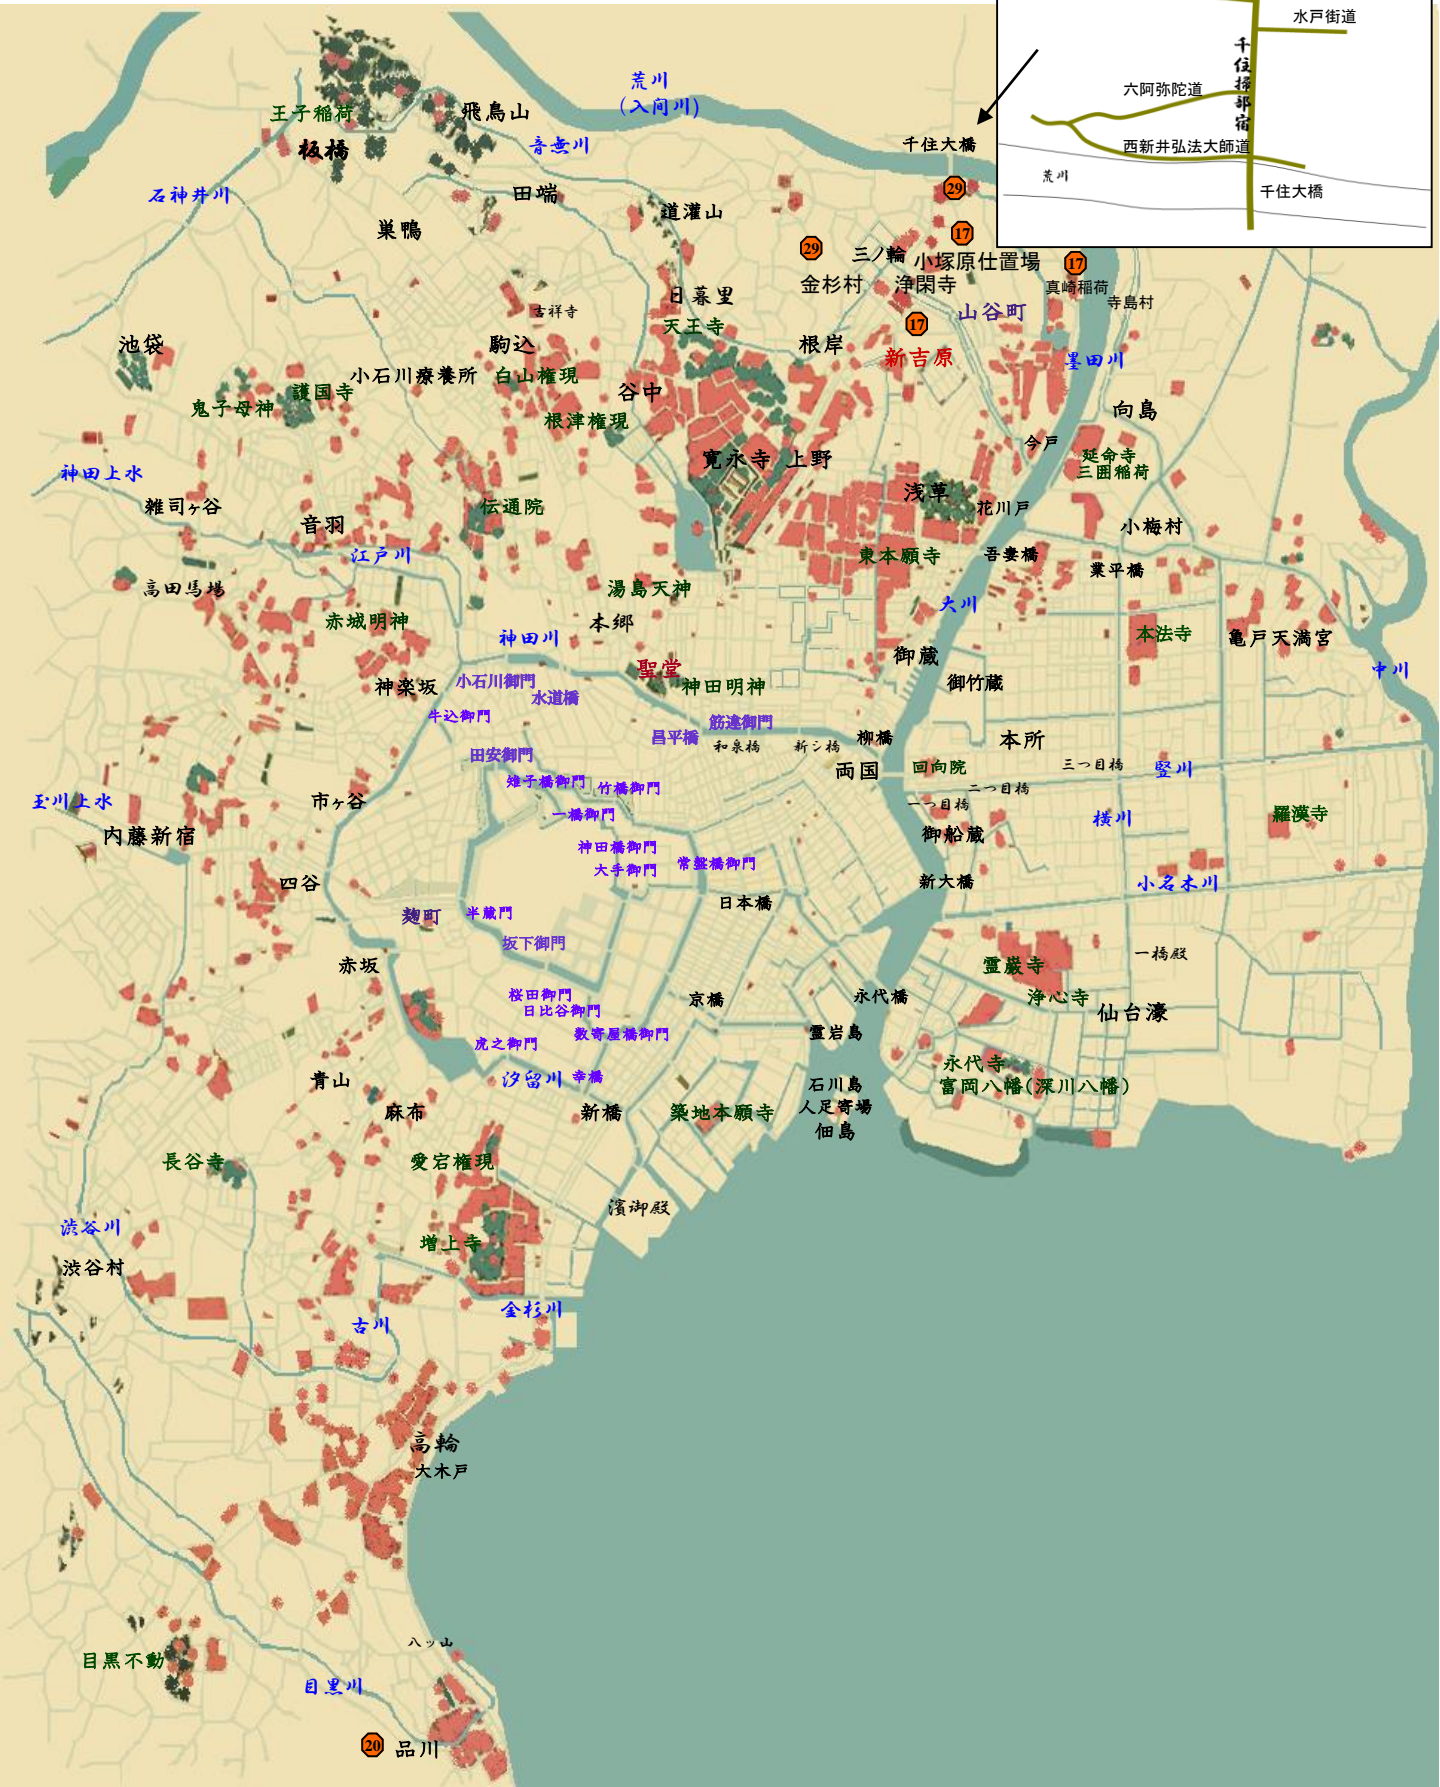 水戸街道
千住掃部宿
六阿弥陀道
西新井弘法大師道
荒川
千住大橋
荒川
(入间川)
王子稲荷
飛鳥山
板橋
音無川
千住大橋
石神井川
田端
29
道灌山
巣鴨
17
29
三ノ輪
小塚原仕置場
17
金杉村
浄閑寺
真崎稲荷
日暮里
寺島村
吉祥寺
山谷町
天王寺
17
池袋
駒込
根岸
新吉原
墨田川
小石川療養所
白山権現
護国寺
谷中
鬼子母神
根津権現
向島
今戸
寛永寺
上野
延命寺
三囲稲荷
神田上水
浅草
雑司ヶ谷
伝通院
花川戸
音羽
小梅村
江戸川
東本願寺
吾妻橋
業平橋
高田馬場
湯島天神
大川
赤城明神
本郷
本法寺
亀戸天満宮
神田川
御蔵
聖堂
中川
小石川御門
神楽坂
神田明神
御竹蔵
水道橋
牛込御門
筋違御門
昌平橋
和泉橋
新シ橋
柳橋
本所
田安御門
両国
回向院
三つ目橋
竪川
雉子橋御門
竹橋御門
二つ目橋
玉川上水
市ヶ谷
一つ目橋
一橋御門
羅漢寺
横川
内藤新宿
御船蔵
神田橋御門
常盤橋御門
大手御門
四谷
新大橋
小名木川
日本橋
麹町
半蔵門
坂下御門
一橋殿
赤坂
霊巌寺
桜田御門
京橋
永代橋
浄心寺
日比谷御門
仙台濠
数寄屋橋御門
霊岩島
虎之御門
永代寺
青山
汐留川
幸橋
石川島
富岡八幡(深川八幡)
人足寄場
麻布
新橋
築地本願寺
佃島
長谷寺
愛宕権現
濱御殿
渋谷川
増上寺
渋谷村
金杉川
古川
高輪
大木戸
八ッ山
目黒不動
目黒川
20
品川